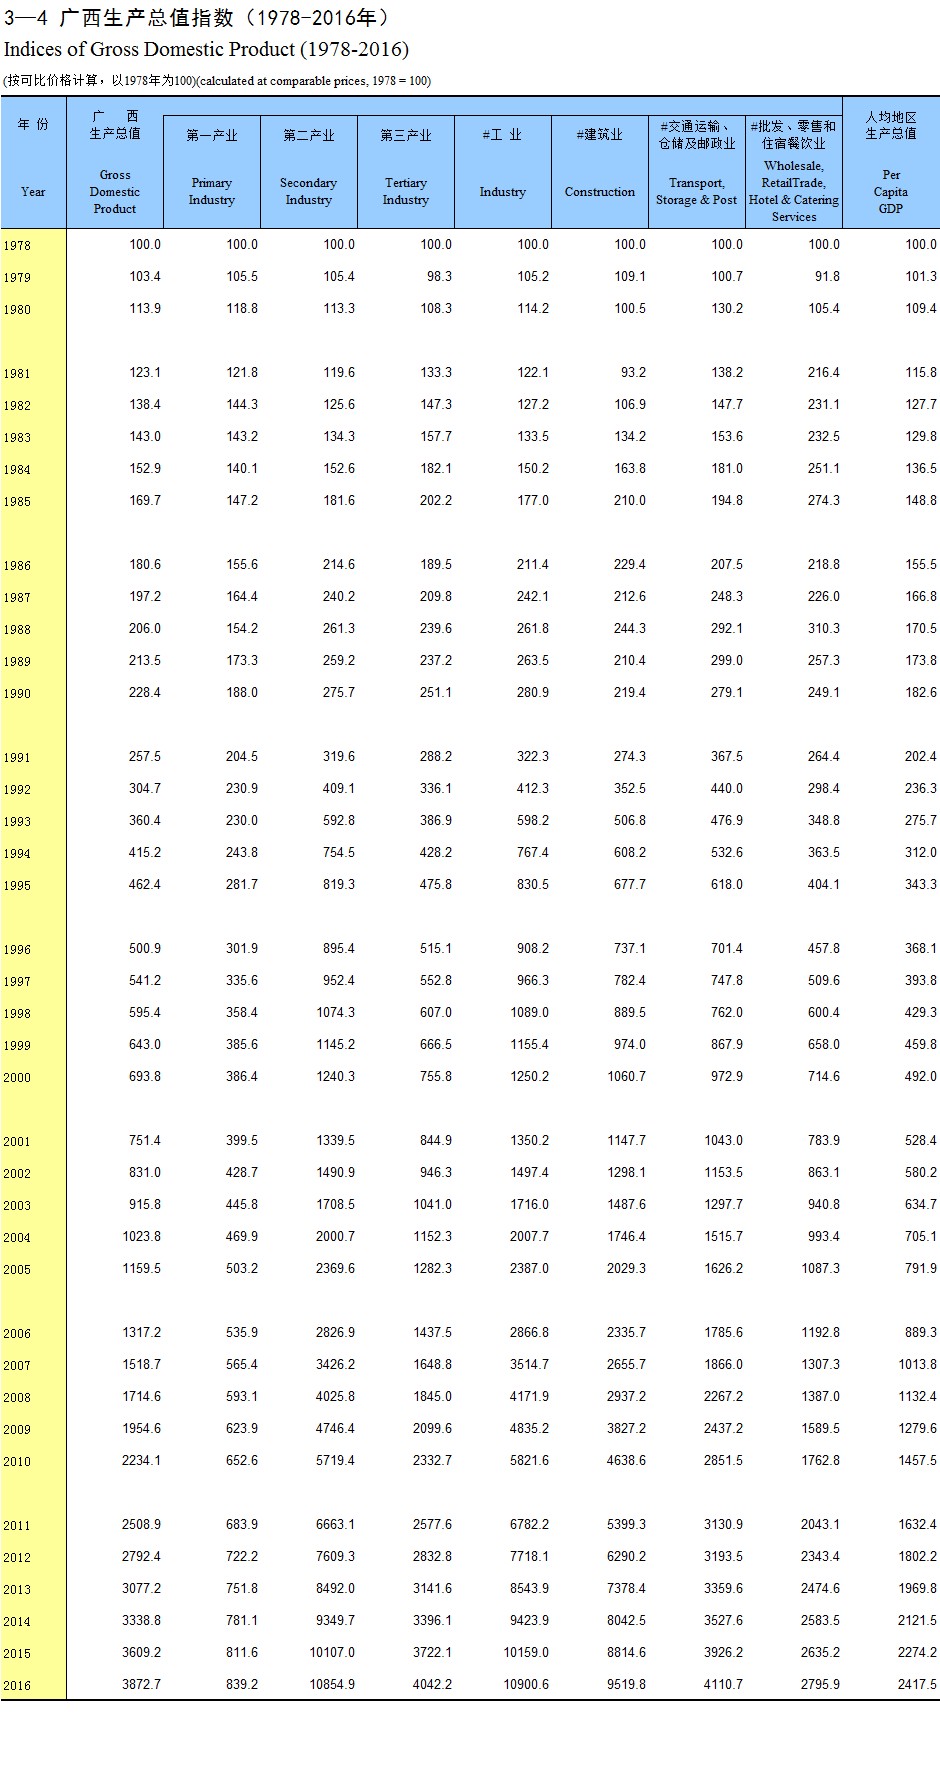 3—4 广西生产总值指数（1978-2016年）
Indices of Gross Domestic Product (1978-2016)
(按可比价格计算，以1978年为100)(calculated at comparable prices, 1978 = 100)
年 份 广 西 生产总值 第一产业 第二产业 第三产业 #工 业 #建筑业 #交通运输、仓储及邮政业 #批发、零售和住宿餐饮业 人均地区生产总值
Year Gross Domestic Product Primary Industry Secondary Industry Tertiary Industry Industry Construction Transport, Storage & Post Wholesale, RetailTrade, Hotel & Catering Services Per Capita GDP
1978 100.0 100.0 100.0 100.0 100.0 100.0 100.0 100.0 100.0
1979 103.4 105.5 105.4 98.3 105.2 109.1 100.7 91.8 101.3
1980 113.9 118.8 113.3 108.3 114.2 100.5 130.2 105.4 109.4
1981 123.1 121.8 119.6 133.3 122.1 93.2 138.2 216.4 115.8
1982 138.4 144.3 125.6 147.3 127.2 106.9 147.7 231.1 127.7
1983 143.0 143.2 134.3 157.7 133.5 134.2 153.6 232.5 129.8
1984 152.9 140.1 152.6 182.1 150.2 163.8 181.0 251.1 136.5
1985 169.7 147.2 181.6 202.2 177.0 210.0 194.8 274.3 148.8
1986 180.6 155.6 214.6 189.5 211.4 229.4 207.5 218.8 155.5
1987 197.2 164.4 240.2 209.8 242.1 212.6 248.3 226.0 166.8
1988 206.0 154.2 261.3 239.6 261.8 244.3 292.1 310.3 170.5
1989 213.5 173.3 259.2 237.2 263.5 210.4 299.0 257.3 173.8
1990 228.4 188.0 275.7 251.1 280.9 219.4 279.1 249.1 182.6
1991 257.5 204.5 319.6 288.2 322.3 274.3 367.5 264.4 202.4
1992 304.7 230.9 409.1 336.1 412.3 352.5 440.0 298.4 236.3
1993 360.4 230.0 592.8 386.9 598.2 506.8 476.9 348.8 275.7
1994 415.2 243.8 754.5 428.2 767.4 608.2 532.6 363.5 312.0
1995 462.4 281.7 819.3 475.8 830.5 677.7 618.0 404.1 343.3
1996 500.9 301.9 895.4 515.1 908.2 737.1 701.4 457.8 368.1
1997 541.2 335.6 952.4 552.8 966.3 782.4 747.8 509.6 393.8
1998 595.4 358.4 1074.3 607.0 1089.0 889.5 762.0 600.4 429.3
1999 643.0 385.6 1145.2 666.5 1155.4 974.0 867.9 658.0 459.8
2000 693.8 386.4 1240.3 755.8 1250.2 1060.7 972.9 714.6 492.0
2001 751.4 399.5 1339.5 844.9 1350.2 1147.7 1043.0 783.9 528.4
2002 831.0 428.7 1490.9 946.3 1497.4 1298.1 1153.5 863.1 580.2
2003 915.8 445.8 1708.5 1041.0 1716.0 1487.6 1297.7 940.8 634.7
2004 1023.8 469.9 2000.7 1152.3 2007.7 1746.4 1515.7 993.4 705.1
2005 1159.5 503.2 2369.6 1282.3 2387.0 2029.3 1626.2 1087.3 791.9
2006 1317.2 535.9 2826.9 1437.5 2866.8 2335.7 1785.6 1192.8 889.3
2007 1518.7 565.4 3426.2 1648.8 3514.7 2655.7 1866.0 1307.3 1013.8
2008 1714.6 593.1 4025.8 1845.0 4171.9 2937.2 2267.2 1387.0 1132.4
2009 1954.6 623.9 4746.4 2099.6 4835.2 3827.2 2437.2 1589.5 1279.6
2010 2234.1 652.6 5719.4 2332.7 5821.6 4638.6 2851.5 1762.8 1457.5
2011 2508.9 683.9 6663.1 2577.6 6782.2 5399.3 3130.9 2043.1 1632.4
2012 2792.4 722.2 7609.3 2832.8 7718.1 6290.2 3193.5 2343.4 1802.2
2013 3077.2 751.8 8492.0 3141.6 8543.9 7378.4 3359.6 2474.6 1969.8
2014 3338.8 781.1 9349.7 3396.1 9423.9 8042.5 3527.6 2583.5 2121.5
2015 3609.2 811.6 10107.0 3722.1 10159.0 8814.6 3926.2 2635.2 2274.2
2016 3872.7 839.2 10854.9 4042.2 10900.6 9519.8 4110.7 2795.9 2417.5